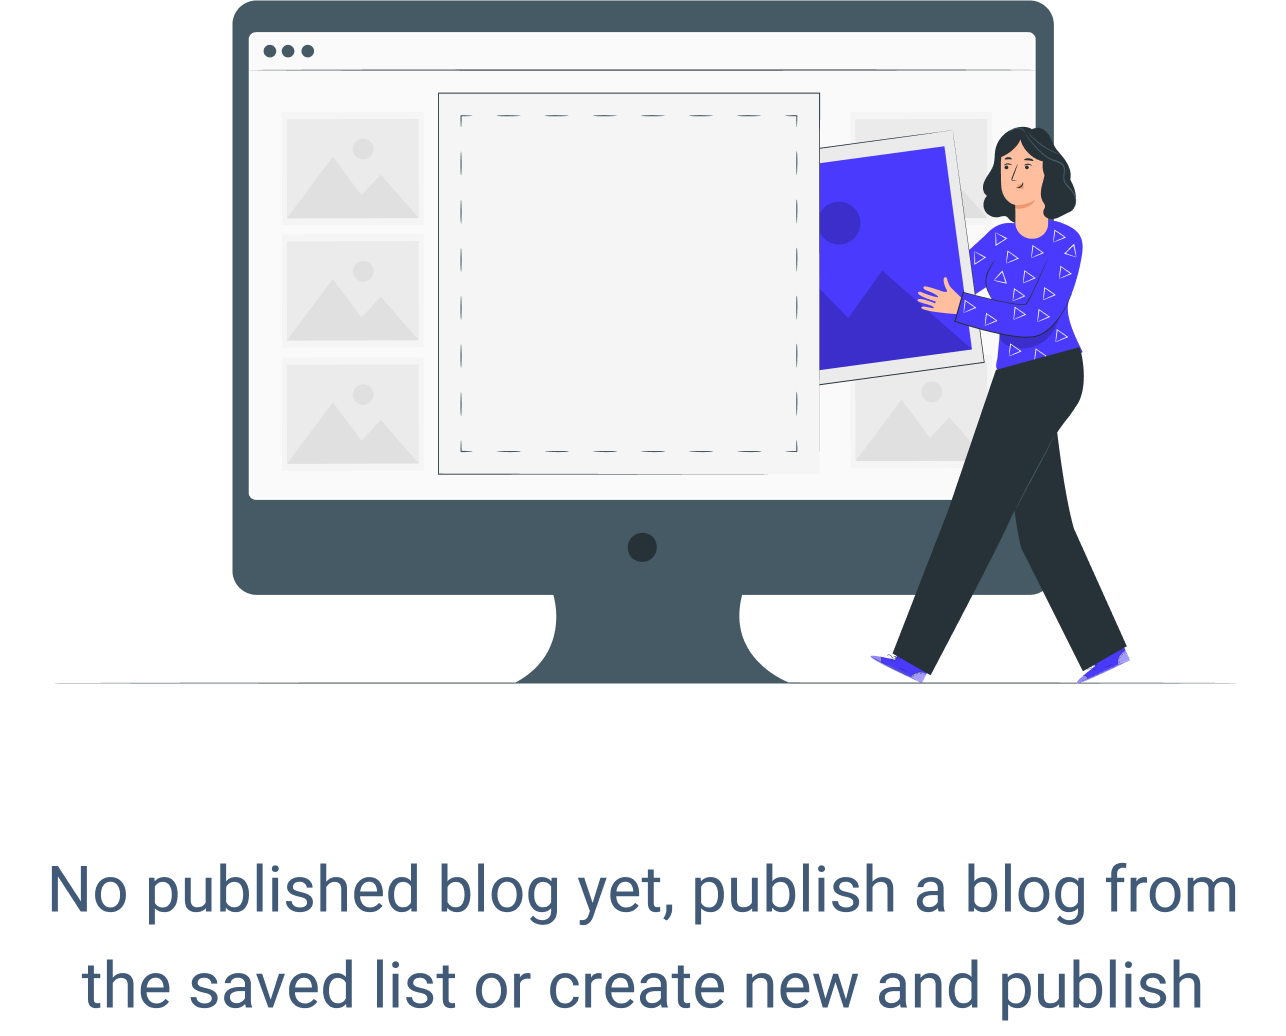 No published blog yet, publish a blog from
the saved list or create new and publish